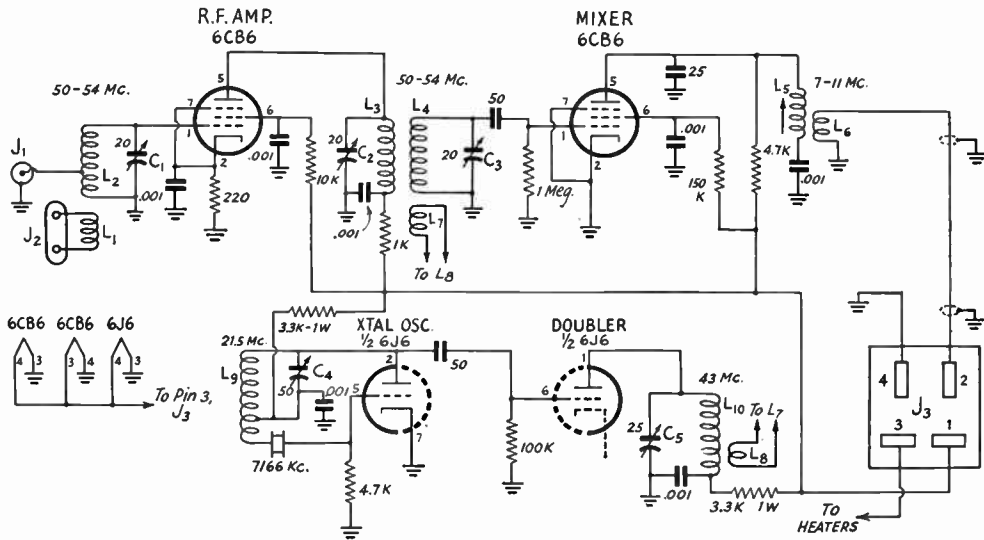 R.F. AMP.
6CB6
MIXER
6CB6
50-54 MC.
50-54 MC.
7-11 MC.
5
7
6
1
2
J1
L2
20
C1
.001
220
.001
10K
J2
L1
L3
20
C2
.001
1K
L4
20
C3
50
L7
To L8
1 Meg.
5
7
6
1
2
25
.001
150
K
4.7K
L5
L6
.001
6CB6
6CB6
6J6
4
3
3
4
4
3
To Pin 3,
J3
3.3K-1W
21.5 MC.
L9
C4
50
.001
7166 KC.
XTAL OSC.
½ 6J6
2
5
7
4.7K
50
100K
DOUBLER
½ 6J6
1
6
43 MC.
25
C5
.001
L10
To L7
L8
3.3K 1W
4
2
J3
3
1
TO
HEATERS